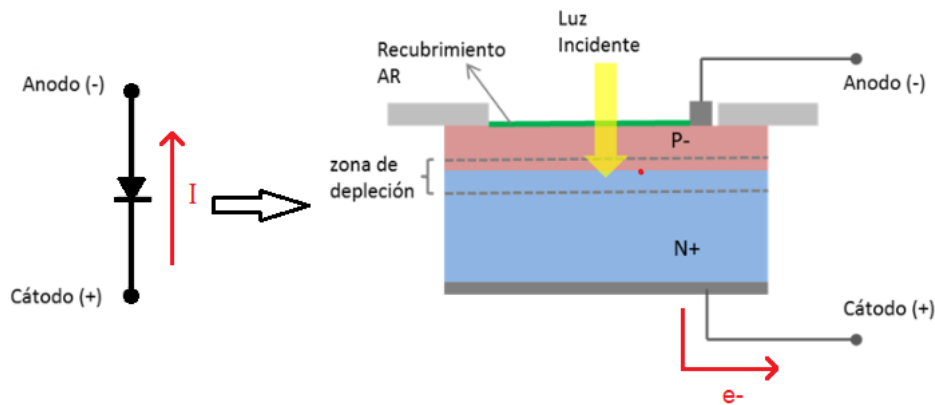 Anodo (-)
I
Cátodo (+)
Recubrimiento
AR
Luz
Incidente
Anodo (-)
P-
zona de
depleción
N+
Cátodo (+)
e-